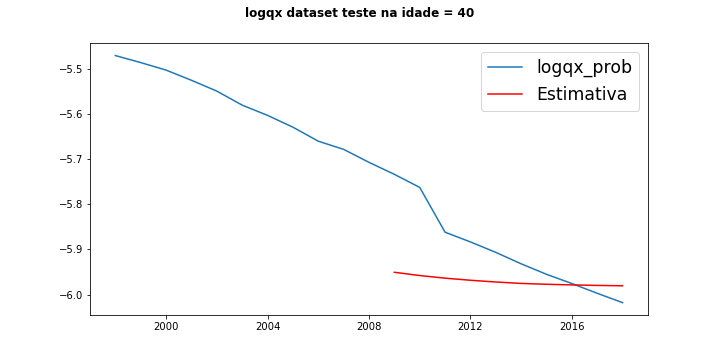 logqx dataset teste na idade = 40
logqx_prob
Estimativa
−5.5
−5.6
−5.7
−5.8
−5.9
−6.0
2000 2004 2008 2012 2016